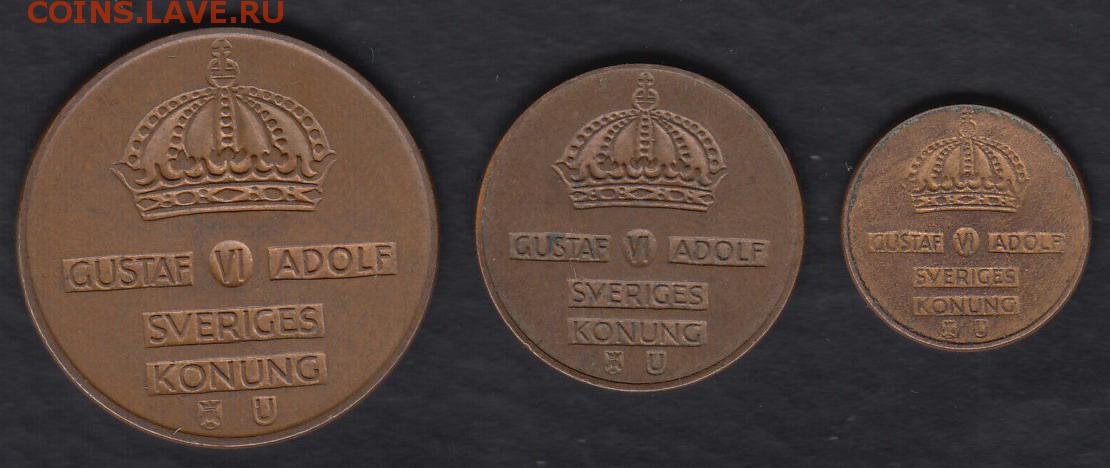 COINS.LAVE.RU
GUSTAF VI ADOLF
SVERIGES
KONUNG
U
GUSTAF VI ADOLF
SVERIGES
KONUNG
U
GUSTAF VI ADOLF
SVERIGES
KONUNG
U